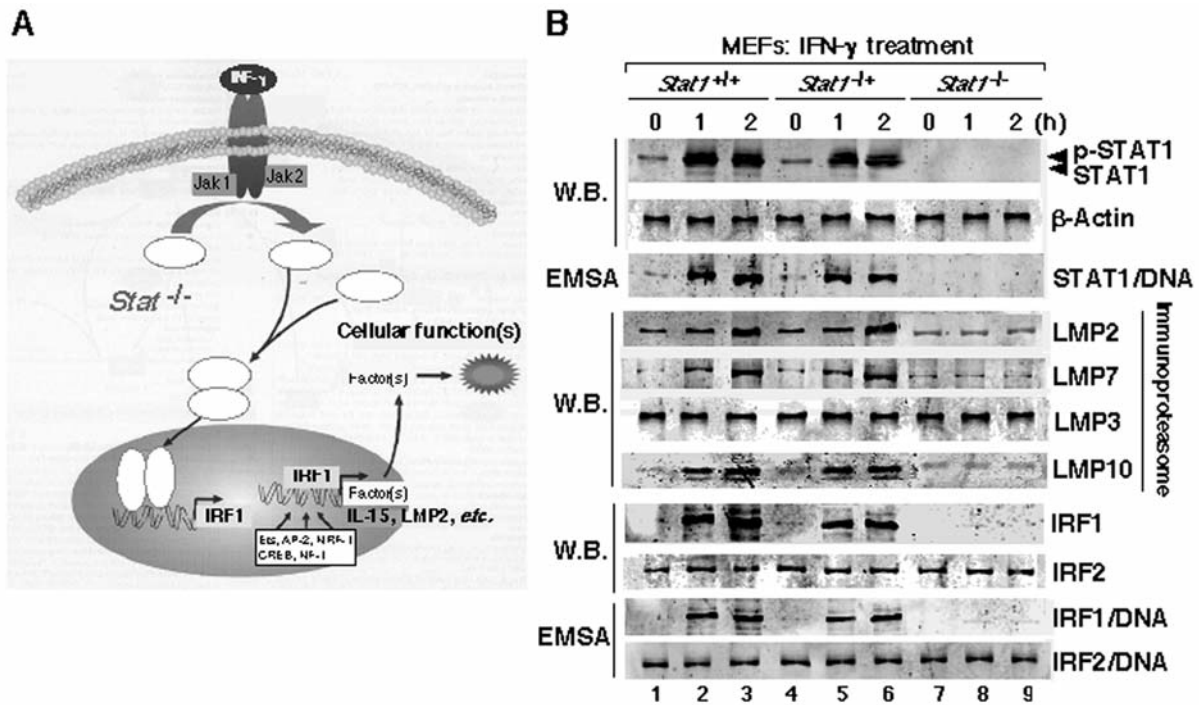 A
INF-γ
Jak1
Jak2
Stat -/-
Cellular function(s)
Factor(s)
IRF1
IRF1
Factor(s)
IL-15, LMP2, etc.
Ets, AP-2, NRF-1
CREB, NF-1
B
MEFs: IFN-γ treatment
Stat1+/+ Stat1-/+ Stat1-/-
0 1 2 0 1 2 0 1 2 (h)
W.B.
p-STAT1
STAT1
β-Actin
EMSA
STAT1/DNA
W.B.
LMP2
LMP7
LMP3
LMP10
Immunoproteasome
W.B.
IRF1
IRF2
EMSA
IRF1/DNA
IRF2/DNA
1 2 3 4 5 6 7 8 9